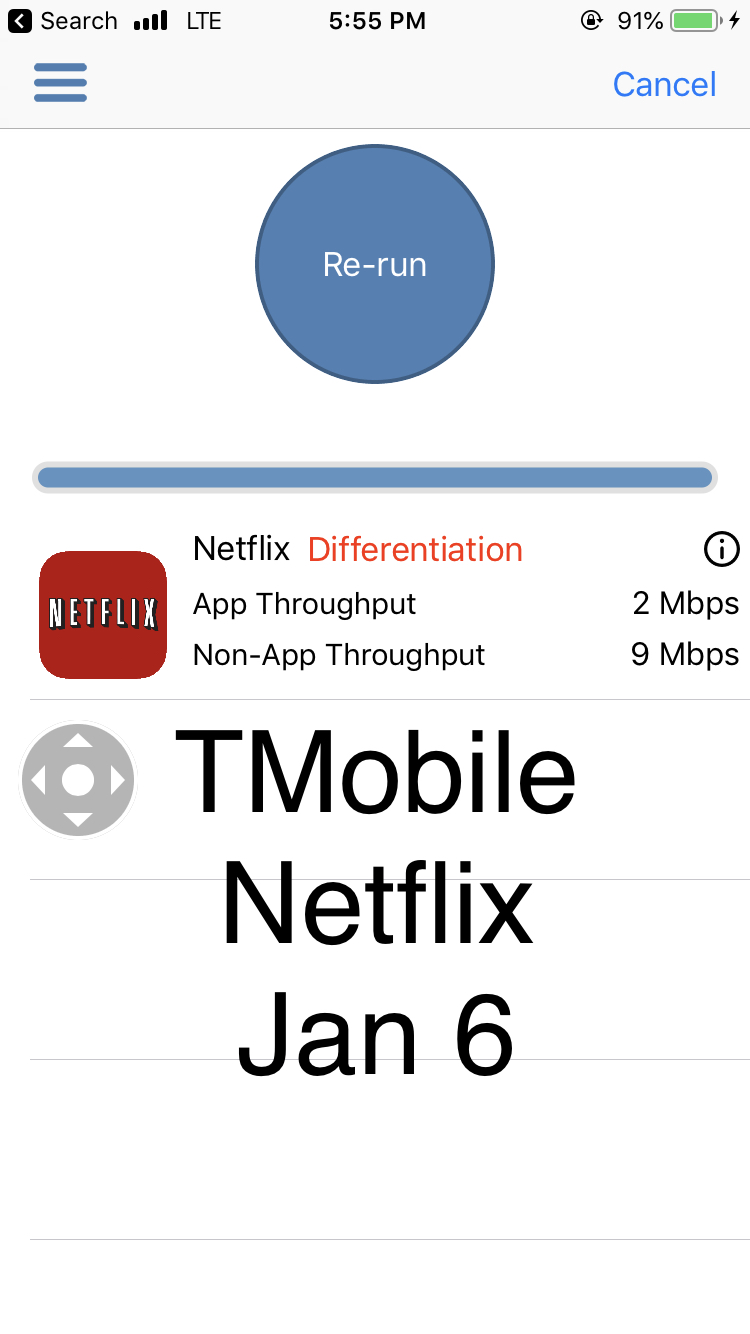 Search LTE 5:55 PM 91%
Cancel
Re-run
Netflix Differentiation
NETFLIX
App Throughput 2 Mbps
Non-App Throughput 9 Mbps
TMobile
Netflix
Jan 6